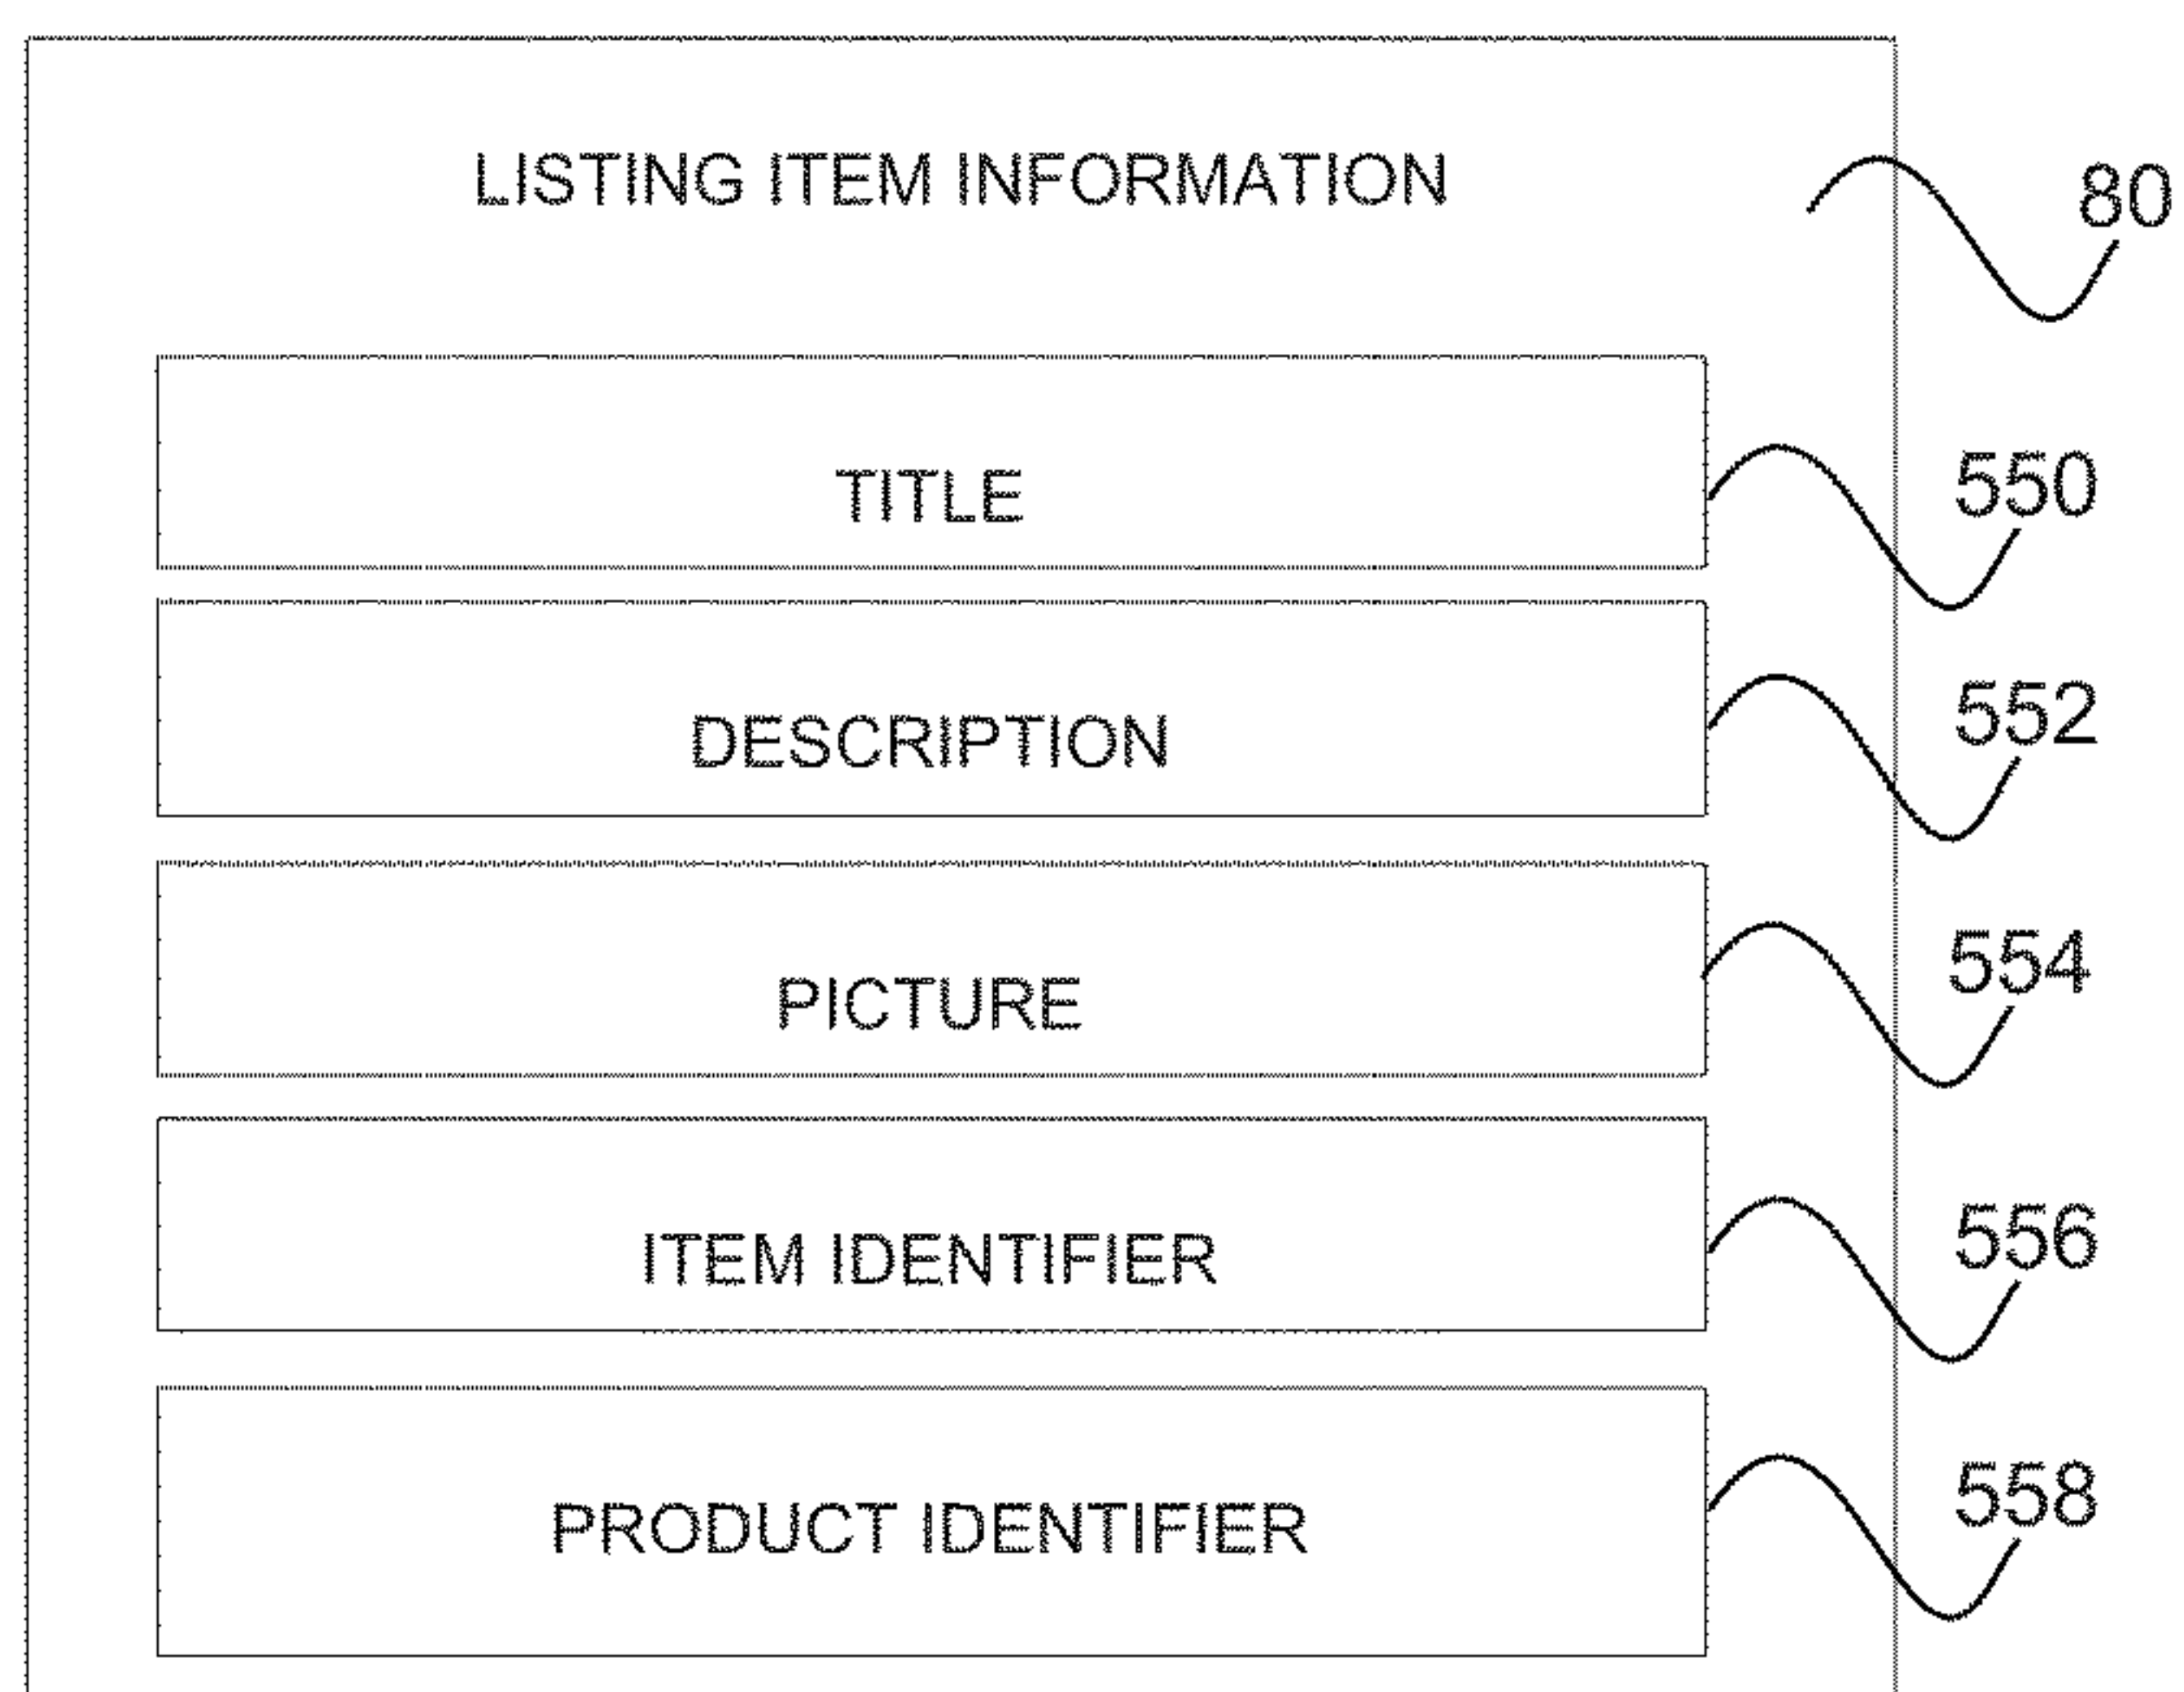 LISTING ITEM INFORMATION
80
TITLE
550
DESCRIPTION
552
PICTURE
554
ITEM IDENTIFIER
556
PRODUCT IDENTIFIER
558